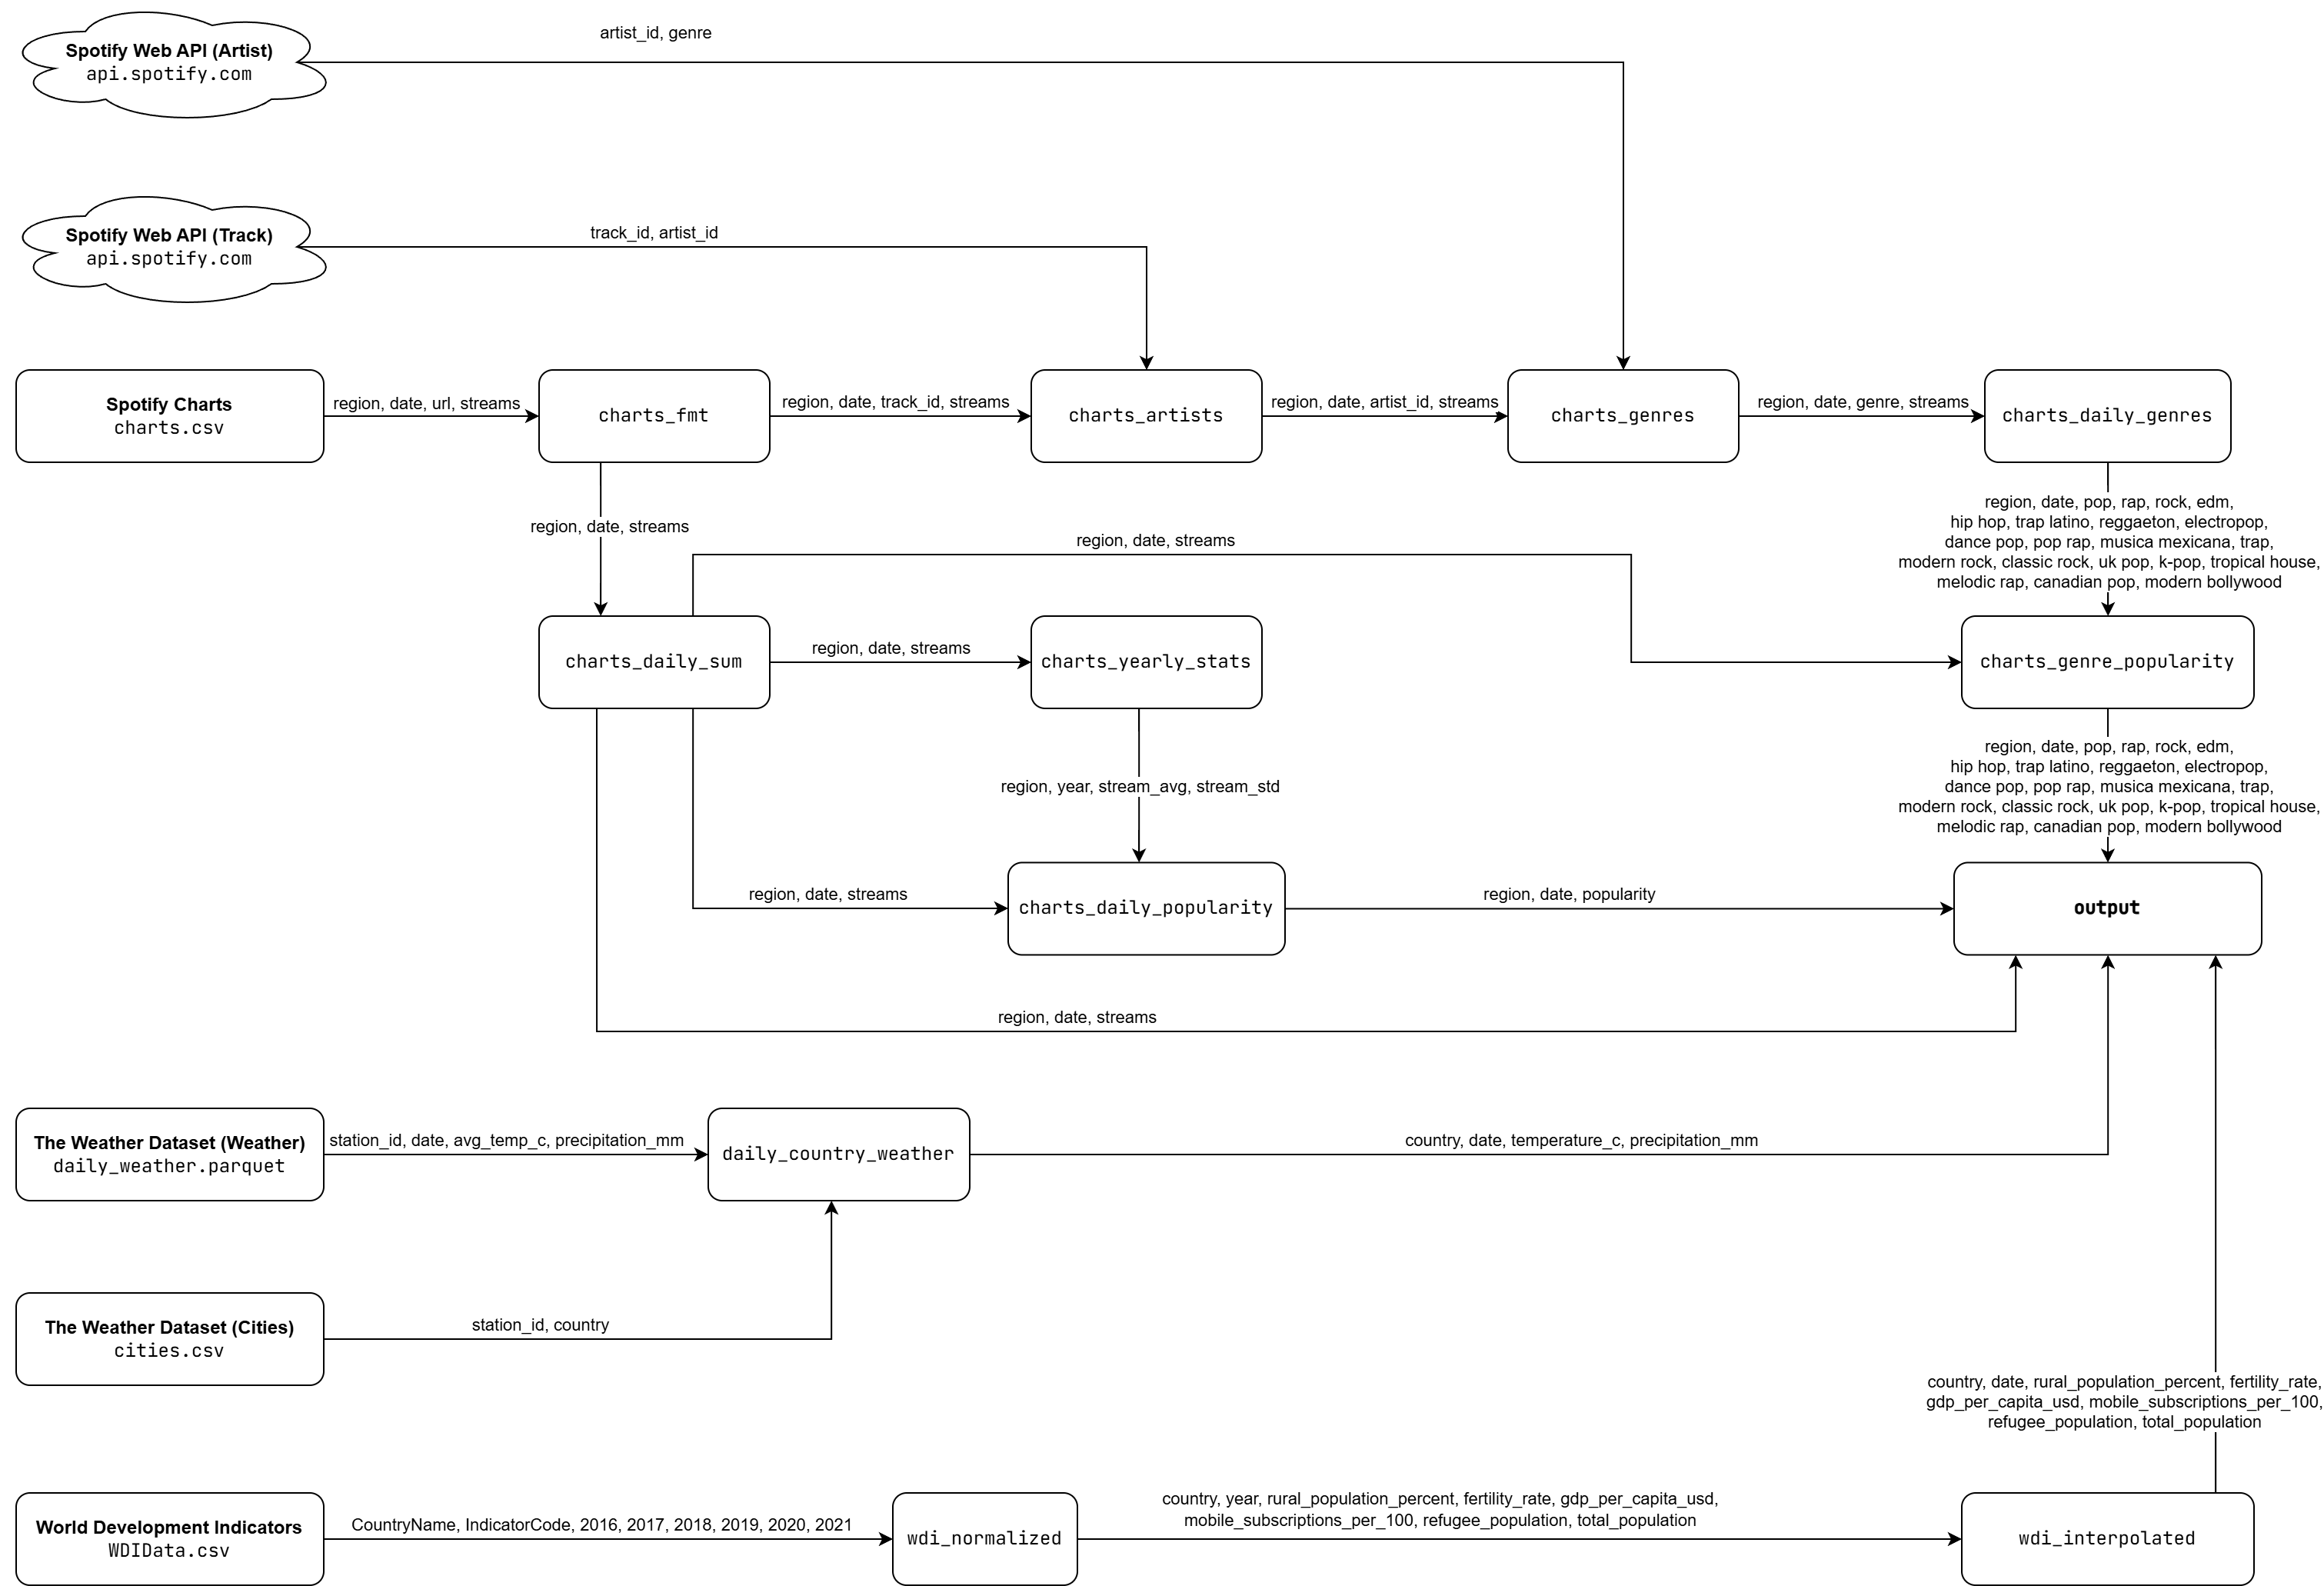 artist_id, genre
Spotify Web API (Artist)
api.spotify.com
track_id, artist_id
Spotify Web API (Track)
api.spotify.com
Spotify Charts
charts.csv
region, date, url, streams
charts_fmt
region, date, track_id, streams
charts_artists
region, date, artist_id, streams
charts_genres
region, date, genre, streams
charts_daily_genres
region, date, streams
region, date, streams
region, date, pop, rap, rock, edm,
hip hop, trap latino, reggaeton, electropop,
dance pop, pop rap, musica mexicana, trap,
modern rock, classic rock, uk pop, k-pop, tropical house,
melodic rap, canadian pop, modern bollywood
charts_daily_sum
region, date, streams
charts_yearly_stats
charts_genre_popularity
region, year, stream_avg, stream_std
region, date, pop, rap, rock, edm,
hip hop, trap latino, reggaeton, electropop,
dance pop, pop rap, musica mexicana, trap,
modern rock, classic rock, uk pop, k-pop, tropical house,
melodic rap, canadian pop, modern bollywood
region, date, streams
charts_daily_popularity
region, date, popularity
output
region, date, streams
The Weather Dataset (Weather)
daily_weather.parquet
station_id, date, avg_temp_c, precipitation_mm
daily_country_weather
country, date, temperature_c, precipitation_mm
The Weather Dataset (Cities)
cities.csv
station_id, country
country, date, rural_population_percent, fertility_rate,
gdp_per_capita_usd, mobile_subscriptions_per_100,
refugee_population, total_population
World Development Indicators
WDIData.csv
CountryName, IndicatorCode, 2016, 2017, 2018, 2019, 2020, 2021
wdi_normalized
country, year, rural_population_percent, fertility_rate, gdp_per_capita_usd,
mobile_subscriptions_per_100, refugee_population, total_population
wdi_interpolated